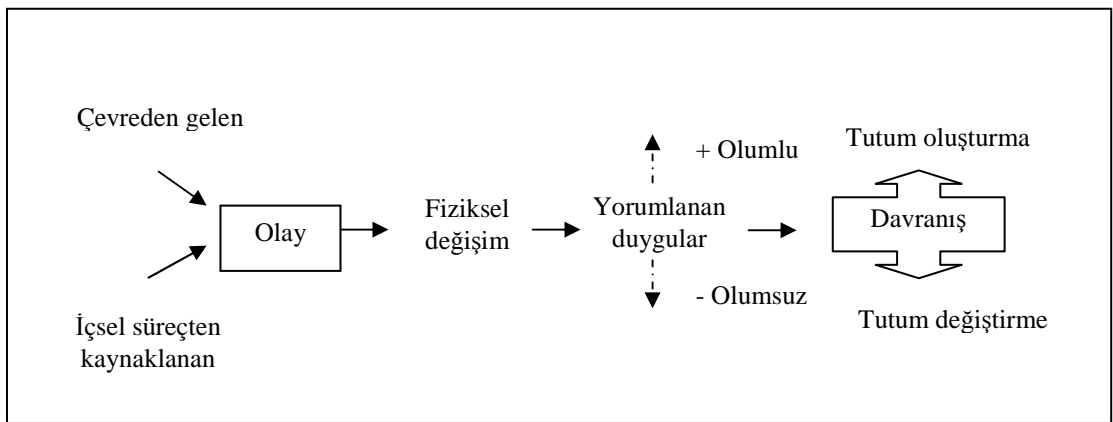 Çevreden gelen
İçsel süreçten
kaynaklanan
Olay
Fiziksel
değişim
+ Olumlu
Yorumlanan
duygular
- Olumsuz
Tutum oluşturma
Davranış
Tutum değiştirme